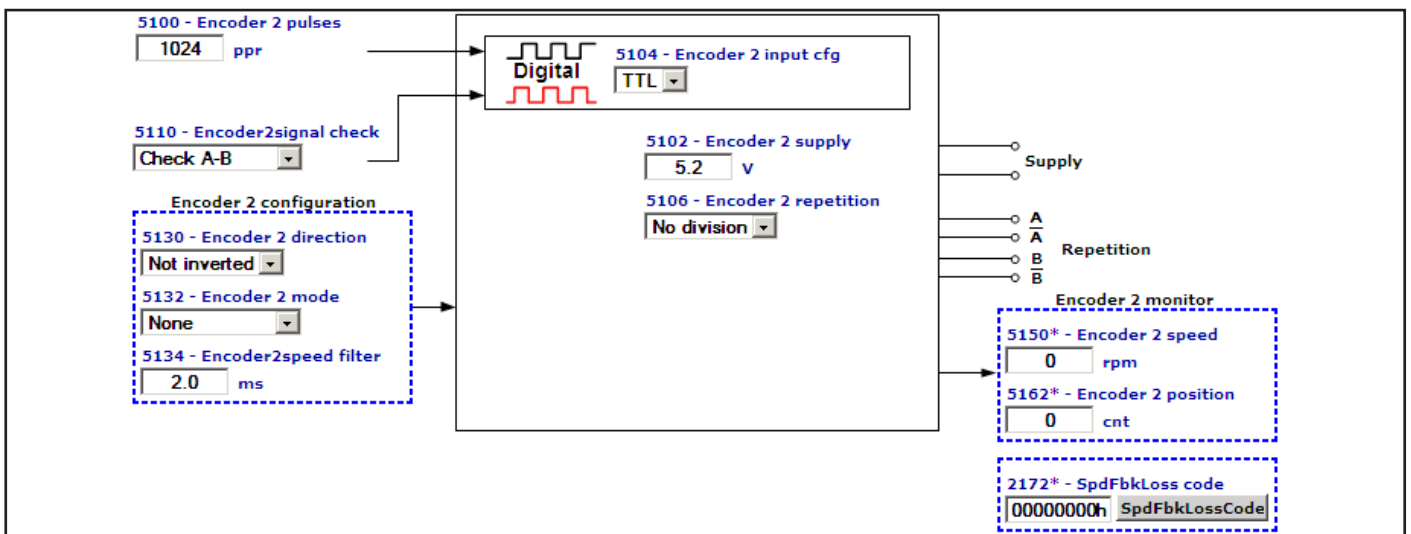 5100 - Encoder 2 pulses
1024 ppr
Digital
5104 - Encoder 2 input cfg
TTL
5110 - Encoder2signal check
Check A-B
5102 - Encoder 2 supply
5.2 V
Supply
Encoder 2 configuration
5106 - Encoder 2 repetition
No division
5130 - Encoder 2 direction
Not inverted
A
A̅
B
B̅
Repetition
5132 - Encoder 2 mode
None
Encoder 2 monitor
5150* - Encoder 2 speed
0 rpm
5134 - Encoder2speed filter
2.0 ms
5162* - Encoder 2 position
0 cnt
2172* - SpdFbkLoss code
00000000h SpdFbkLossCode